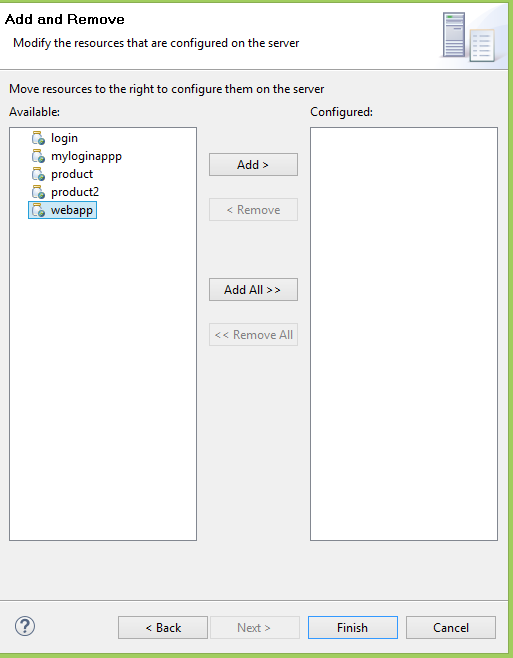 Add and Remove
Modify the resources that are configured on the server
Move resources to the right to configure them on the server
Available:
Configured:
login
myloginappp
product
product2
webapp
Add >
< Remove
Add All >>
<< Remove All
?
< Back
Next >
Finish
Cancel